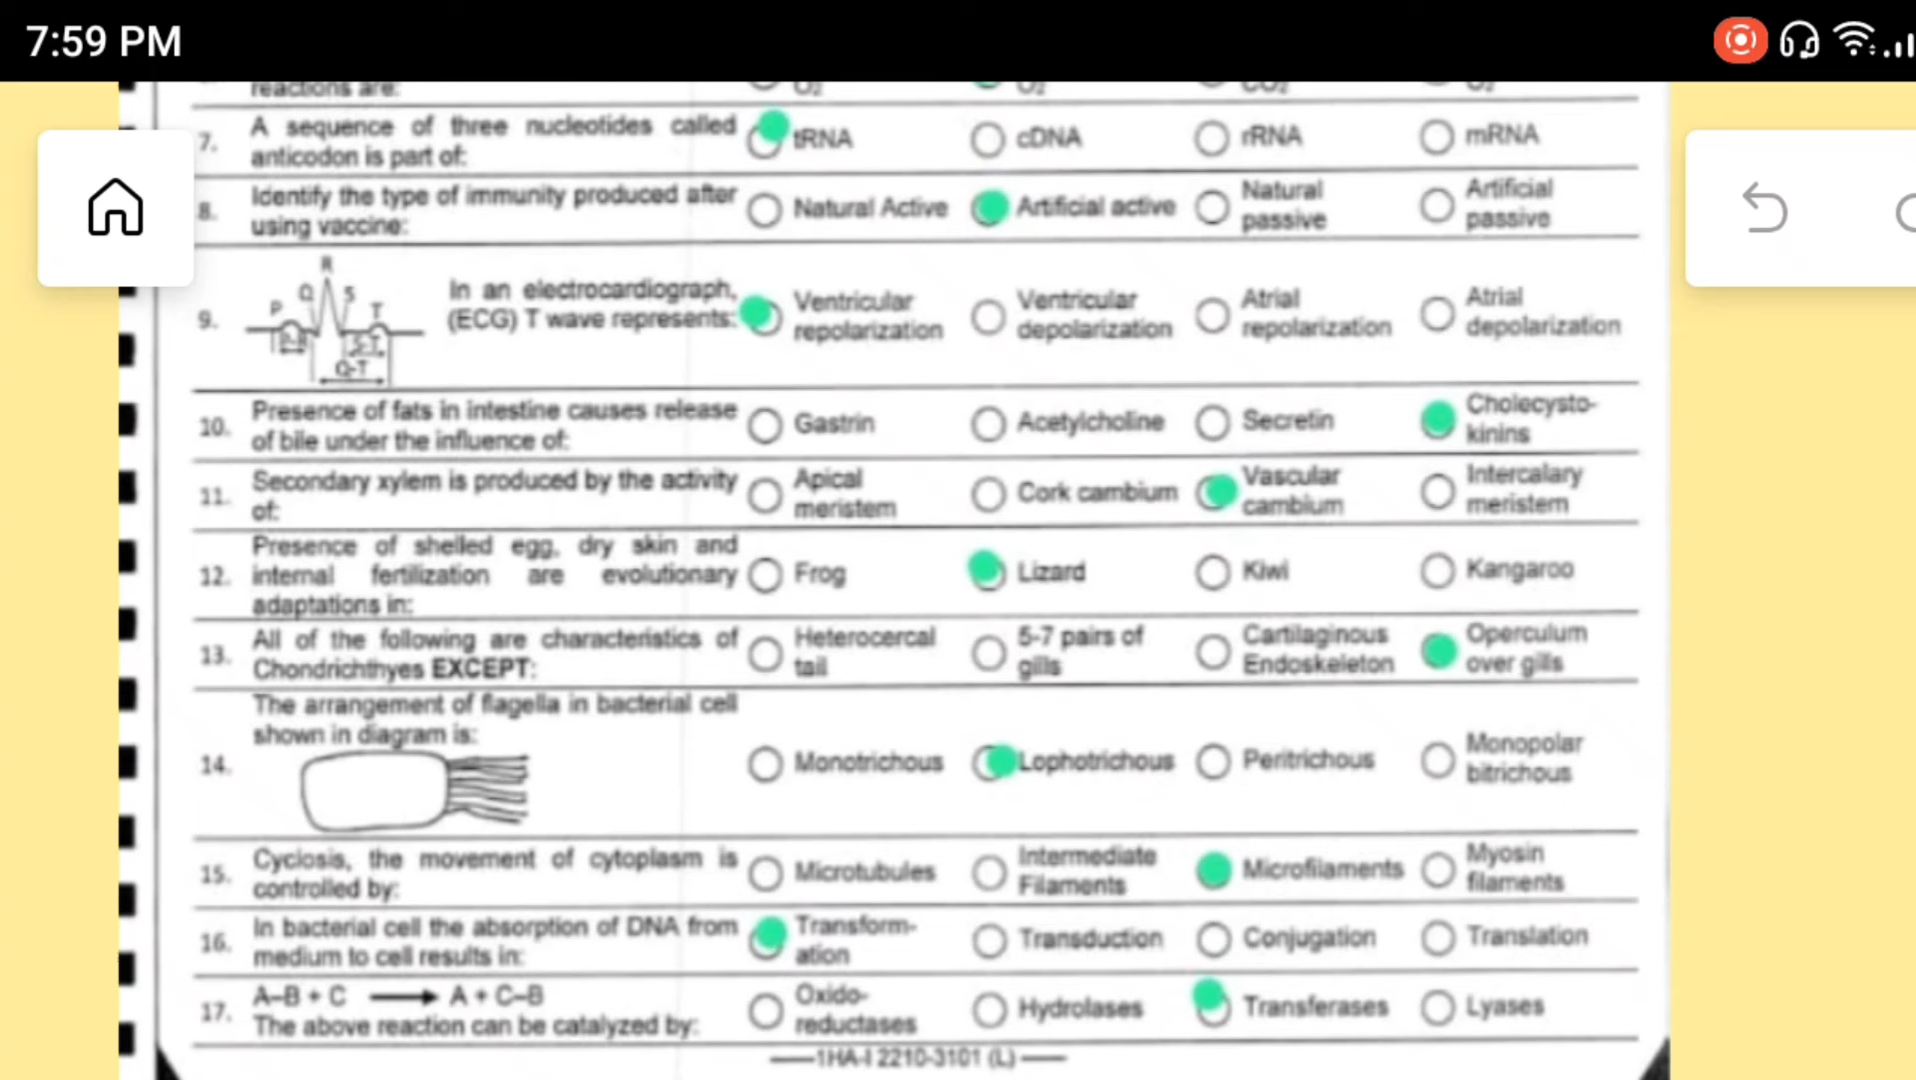 7:59 PM
reactions are:
O₂
O₂
CO₂
O₂
7.
A sequence of three nucleotides called
anticodon is part of:
tRNA
cDNA
rRNA
mRNA
8.
Identify the type of immunity produced after
using vaccine:
Natural Active
Artificial active
Natural
passive
Artificial
passive
9.
R
Q
S
P
T
S-T
Q-T
In an electrocardiograph,
(ECG) T wave represents:
Ventricular
repolarization
Ventricular
depolarization
Atrial
repolarization
Atrial
depolarization
10.
Presence of fats in intestine causes release
of bile under the influence of:
Gastrin
Acetylcholine
Secretin
Cholecysto-
kinins
11.
Secondary xylem is produced by the activity
of:
Apical
meristem
Cork cambium
Vascular
cambium
Intercalary
meristem
12.
Presence of shelled egg, dry skin and
internal fertilization are evolutionary
adaptations in:
Frog
Lizard
Kiwi
Kangaroo
13.
All of the following are characteristics of
Chondrichthyes EXCEPT:
Heterocercal
tail
5-7 pairs of
gills
Cartilaginous
Endoskeleton
Operculum
over gills
14.
The arrangement of flagella in bacterial cell
shown in diagram is:
Monotrichous
Lophotrichous
Peritrichous
Monopolar
bitrichous
15.
Cyclosis, the movement of cytoplasm is
controlled by:
Microtubules
Intermediate
Filaments
Microfilaments
Myosin
filaments
16.
In bacterial cell the absorption of DNA from
medium to cell results in:
Transform-
ation
Transduction
Conjugation
Translation
17.
A–B + C ⟶ A + C–B
The above reaction can be catalyzed by:
Oxido-
reductases
Hydrolases
Transferases
Lyases
—1HA-I 2210-3101 (L)—